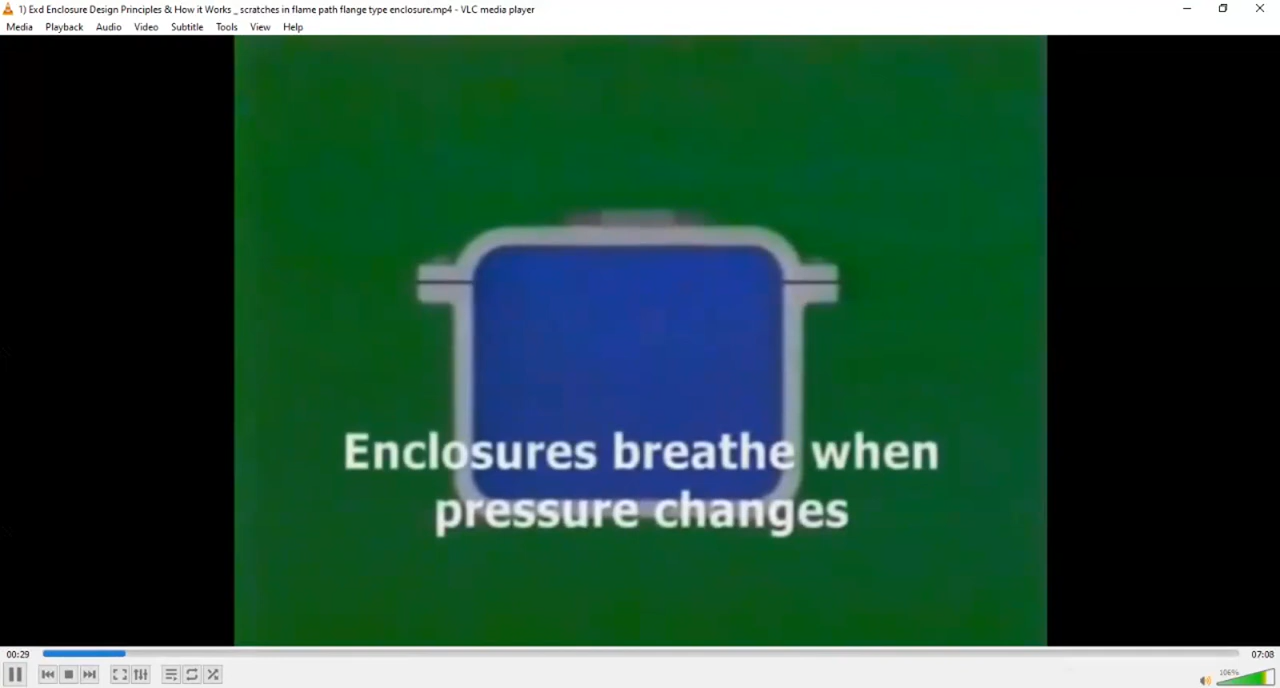 1) Exd Enclosure Design Principles & How it Works _ scratches in flame path flange type enclosure.mp4 - VLC media player
Media Playback Audio Video Subtitle Tools View Help
Enclosures breathe when
pressure changes
00:29
07:08
106%